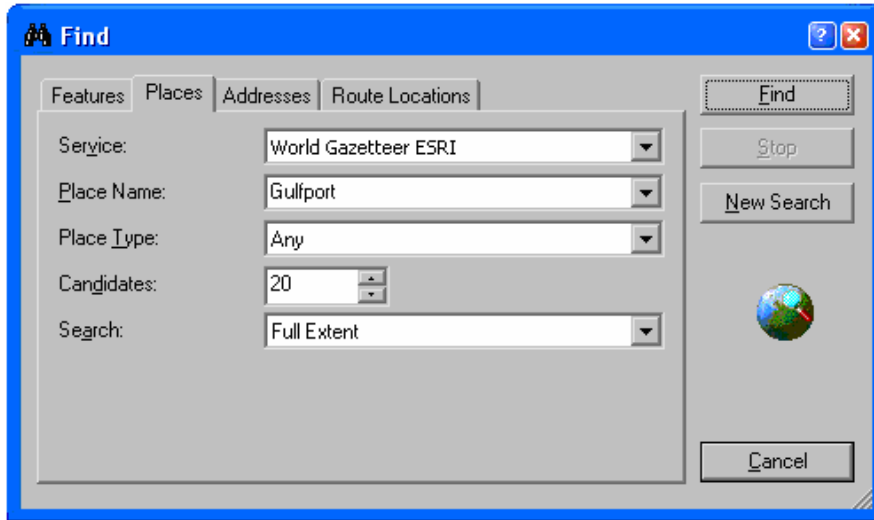 Find
Features Places Addresses Route Locations
Find
Service: World Gazetteer ESRI
Stop
Place Name: Gulfport
New Search
Place Type: Any
Candidates: 20
Search: Full Extent
Cancel